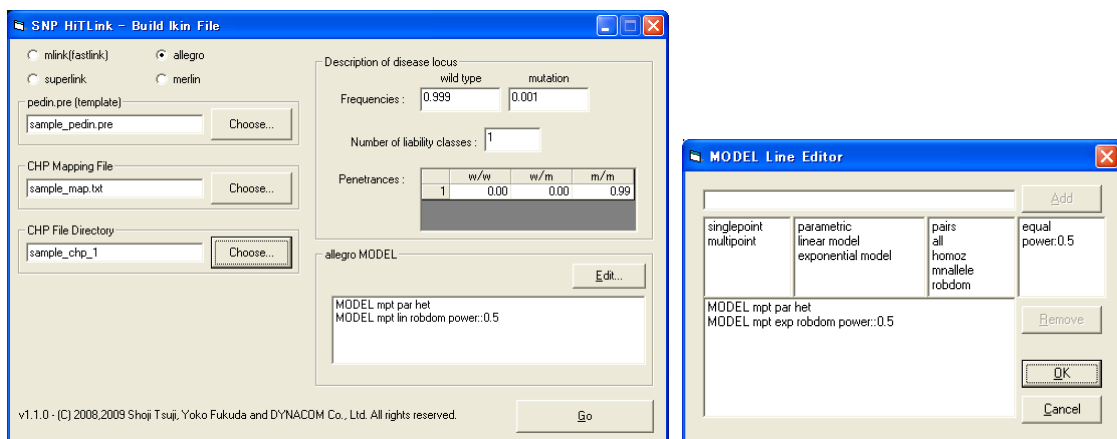 SNP HiTLink - Build Ikin File
mlink(fastlink)
allegro
superlink
merlin
pedin.pre (template)
sample_pedin.pre
Choose...
CHP Mapping File
sample_map.txt
Choose...
CHP File Directory
sample_chp_1
Choose...
Description of disease locus
wild type mutation
Frequencies : 0.999 0.001
Number of liability classes : 1
Penetrances :
w/w w/m m/m
1 0.00 0.00 0.99
allegro MODEL
Edit...
MODEL mpt par het
MODEL mpt lin robdom power::0.5
v1.1.0 - (C) 2008,2009 Shoji Tsuji, Yoko Fukuda and DYNACOM Co., Ltd. All rights reserved.
Go
MODEL Line Editor
Add
singlepoint
multipoint
parametric
linear model
exponential model
pairs
all
homoz
mnallele
robdom
equal
power:0.5
MODEL mpt par het
MODEL mpt exp robdom power::0.5
Remove
OK
Cancel